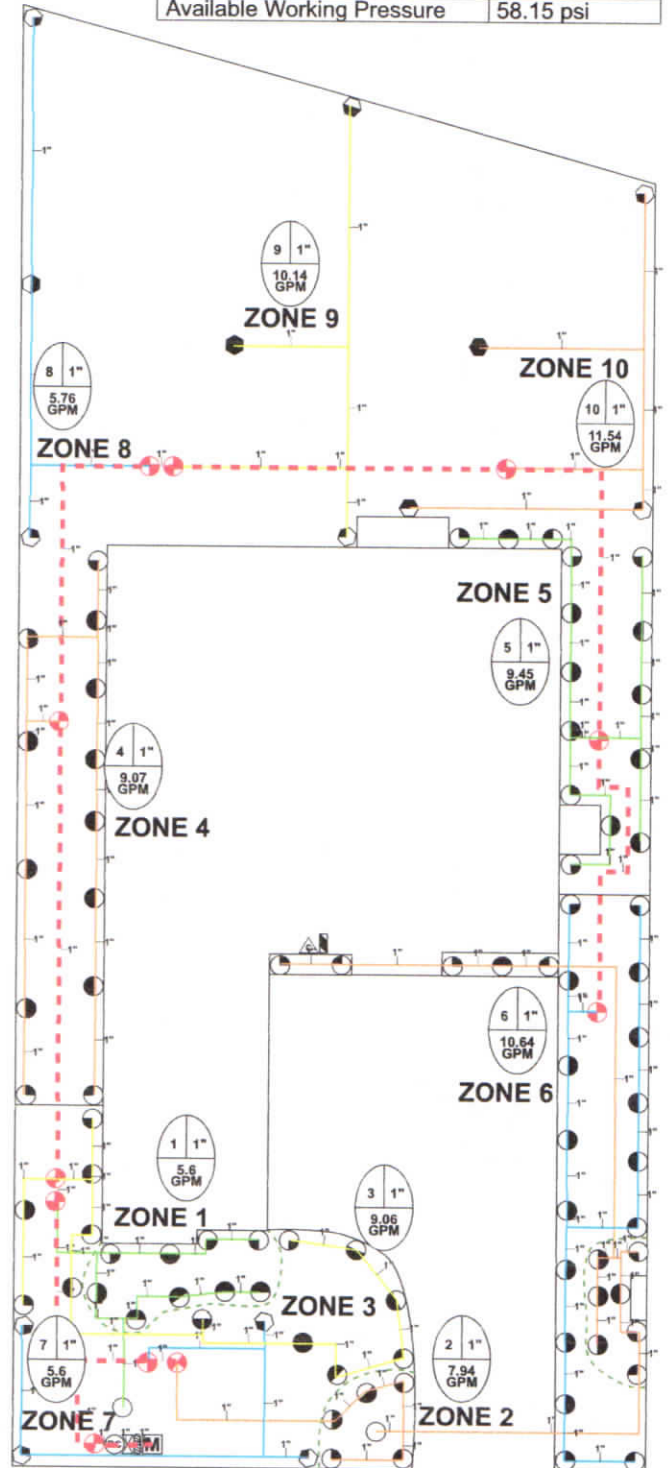 Available Working Pressure 58.15 psi
9 1"
10.14
GPM
ZONE 9
8 1"
5.76
GPM
ZONE 8
ZONE 10
10 1"
11.54
GPM
ZONE 5
5 1"
9.45
GPM
4 1"
9.07
GPM
ZONE 4
6 1"
10.64
GPM
ZONE 6
1 1"
5.6
GPM
ZONE 1
3 1"
9.06
GPM
ZONE 3
7 1"
5.6
GPM
ZONE 7
2 1"
7.94
GPM
ZONE 2
M